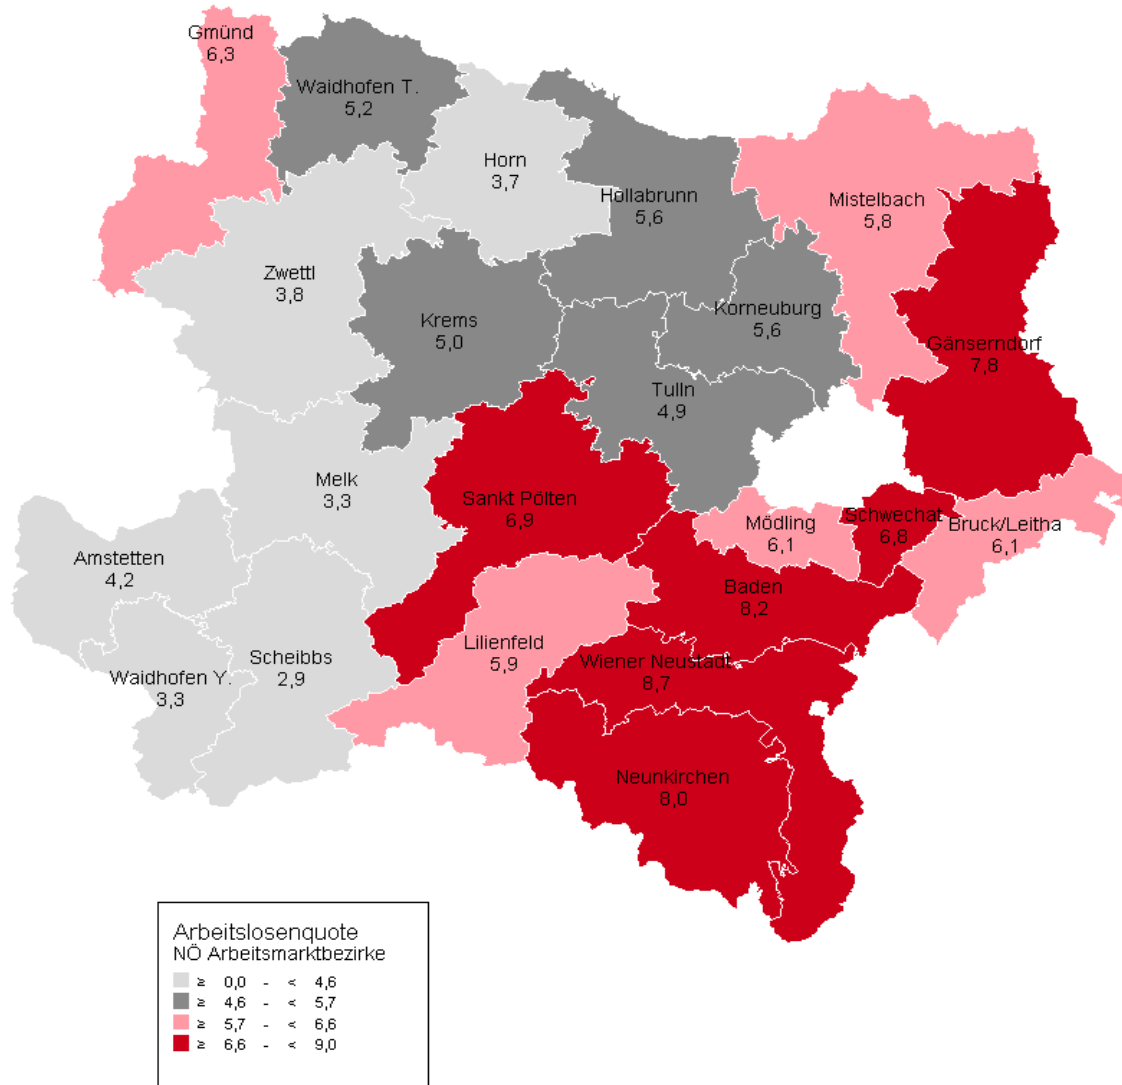 Gmünd
6,3
Waidhofen T.
5,2
Horn
3,7
Hollabrunn
5,6
Mistelbach
5,8
Zwettl
3,8
Krems
5,0
Korneuburg
5,6
Gänserndorf
7,8
Tulln
4,9
Melk
3,3
Sankt Pölten
6,9
Mödling
6,1
Schwechat
6,8
Bruck/Leitha
6,1
Amstetten
4,2
Baden
8,2
Lilienfeld
5,9
Scheibbs
2,9
Wiener Neustadt
8,7
Waidhofen Y.
3,3
Neunkirchen
8,0
Arbeitslosenquote
NÖ Arbeitsmarktbezirke
≥ 0,0 - < 4,6
≥ 4,6 - < 5,7
≥ 5,7 - < 6,6
≥ 6,6 - < 9,0